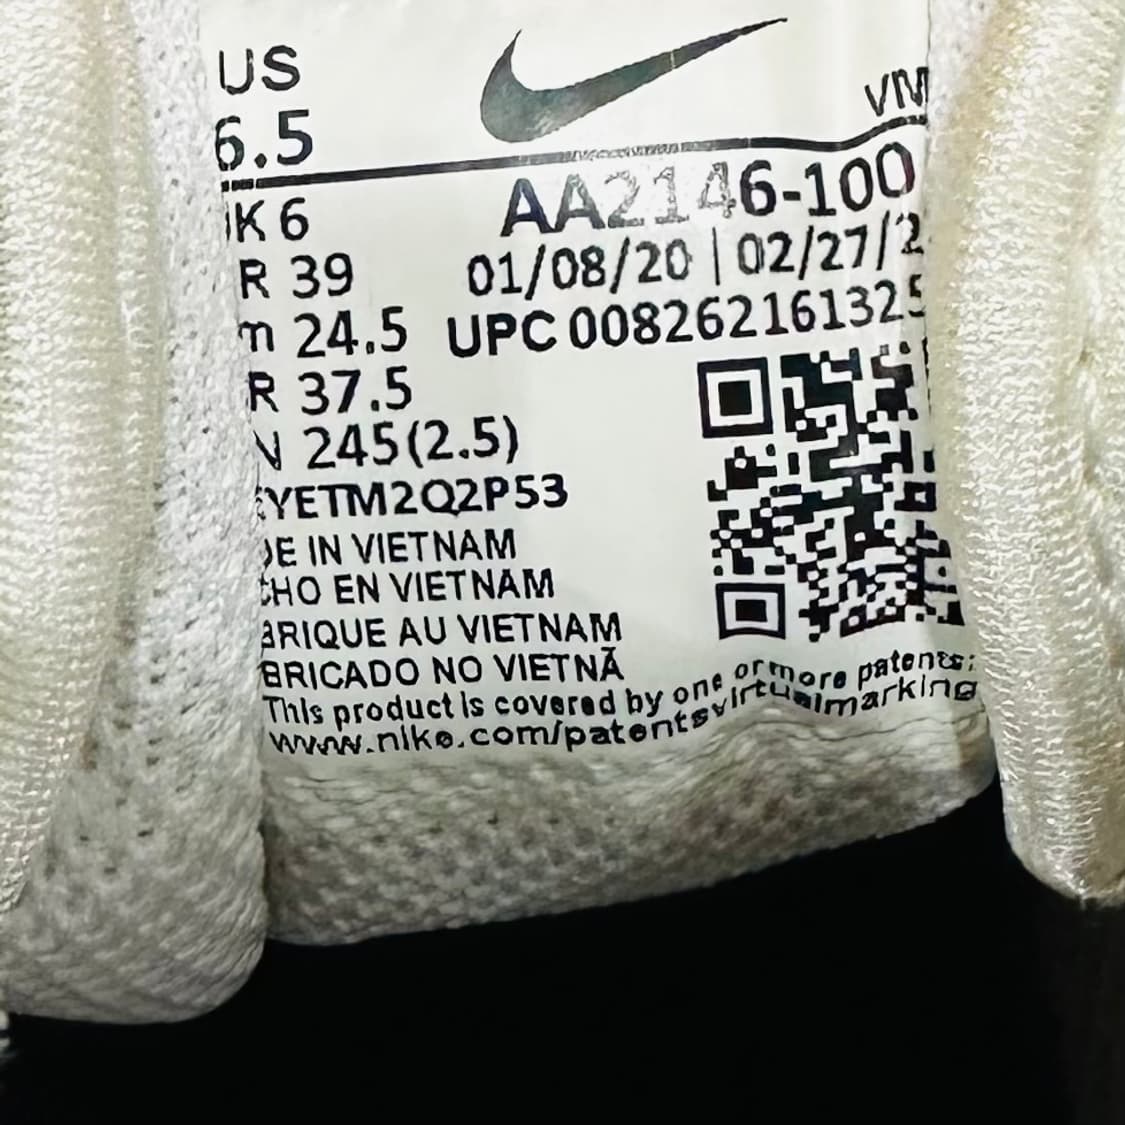 US
6.5
VN
AA2146-100
K 6
01/08/20 | 02/27/2
R 39
UPC 00826216132
m 24.5
R 37.5
245(2.5)
YETM2Q2P53
DE IN VIETNAM
CHO EN VIETNAM
BRIQUE AU VIETNAM
BRICADO NO VIETNÃ
This product is covered by one or more patents:
www.nike.com/patentsvirtualmarking